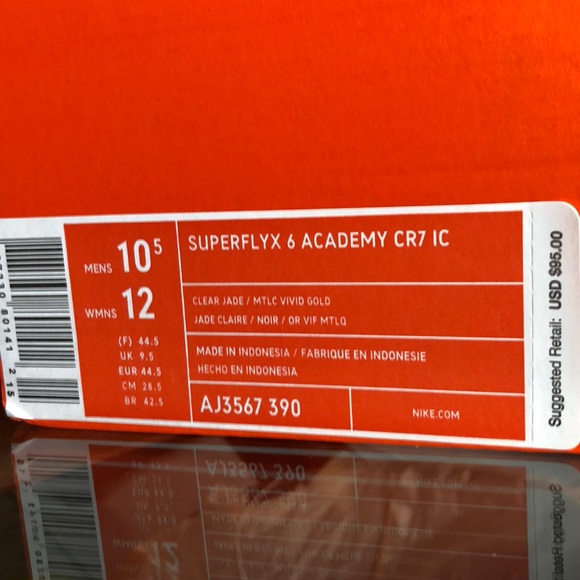 MENS 10⁵
WMNS 12
(F) 44.5
UK 9.5
EUR 44.5
CM 28.5
BR 42.5
SUPERFLYX 6 ACADEMY CR7 IC
CLEAR JADE / MTLC VIVID GOLD
JADE CLAIRE / NOIR / OR VIF MTLQ
MADE IN INDONESIA / FABRIQUE EN INDONESIE
HECHO EN INDONESIA
AJ3567 390
NIKE.COM
Suggested Retail: USD $95.00